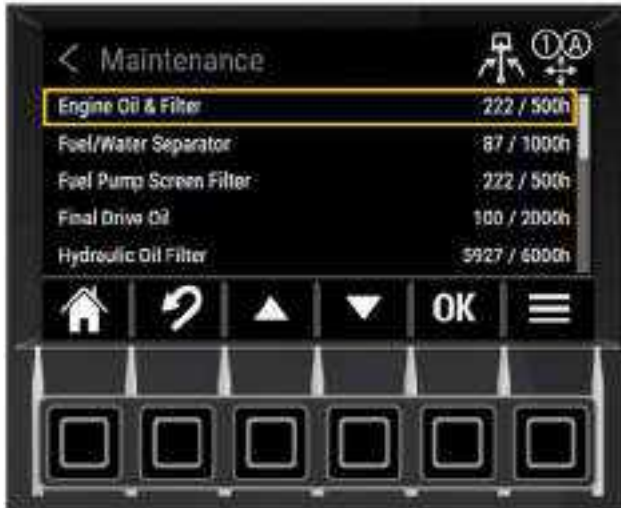 Maintenance
1 A
Engine Oil & Filter 222 / 500h
Fuel/Water Separator 87 / 1000h
Fuel Pump Screen Filter 222 / 500h
Final Drive Oil 100 / 2000h
Hydraulic Oil Filter 5927 / 6000h
OK